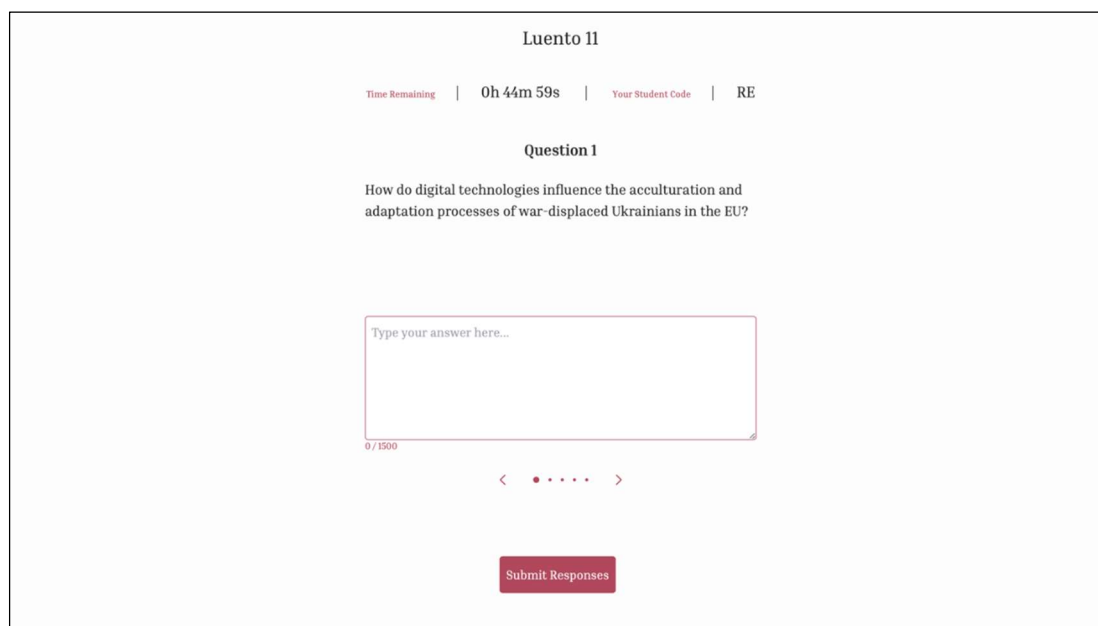 Luento 11
Time Remaining | 0h 44m 59s | Your Student Code | RE
Question 1
How do digital technologies influence the acculturation and
adaptation processes of war-displaced Ukrainians in the EU?
Type your answer here...
0 / 1500
Submit Responses